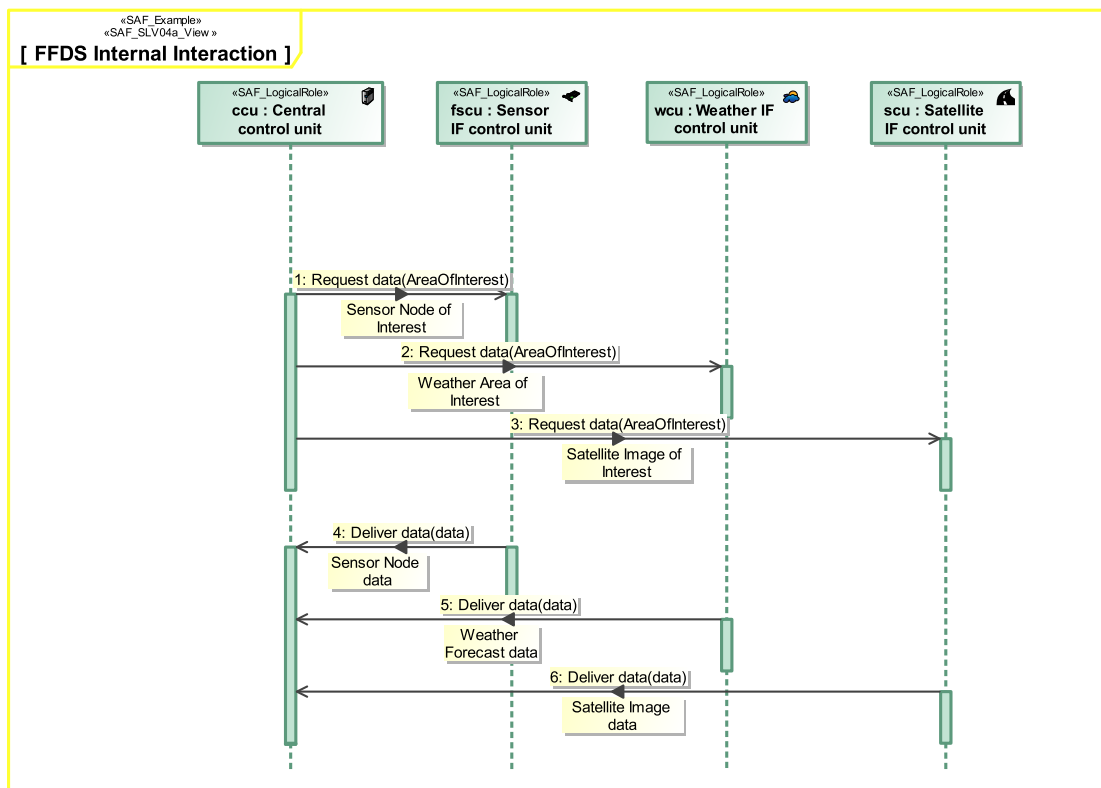 «SAF_Example»
«SAF_SLV04a_View »
[ FFDS Internal Interaction ]
«SAF_LogicalRole»
ccu : Central
control unit
«SAF_LogicalRole»
fscu : Sensor
IF control unit
«SAF_LogicalRole»
wcu : Weather IF
control unit
«SAF_LogicalRole»
scu : Satellite
IF control unit
1: Request data(AreaOfInterest)
Sensor Node of
Interest
2: Request data(AreaOfInterest)
Weather Area of
Interest
3: Request data(AreaOfInterest)
Satellite Image of
Interest
4: Deliver data(data)
Sensor Node
data
5: Deliver data(data)
Weather
Forecast data
6: Deliver data(data)
Satellite Image
data